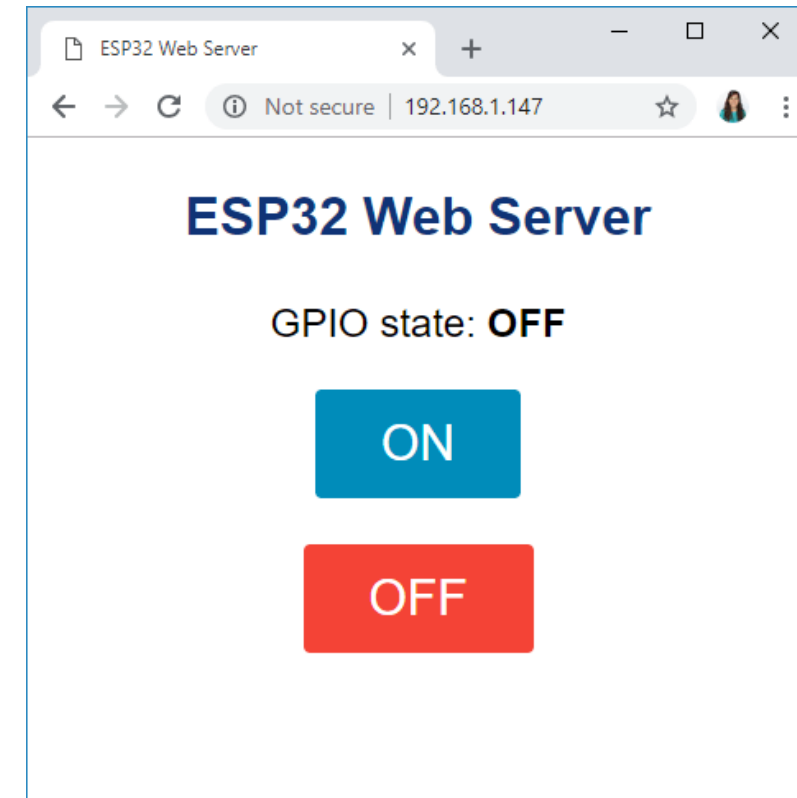 ESP32 Web Server
Not secure | 192.168.1.147
ESP32 Web Server
GPIO state: OFF
ON
OFF